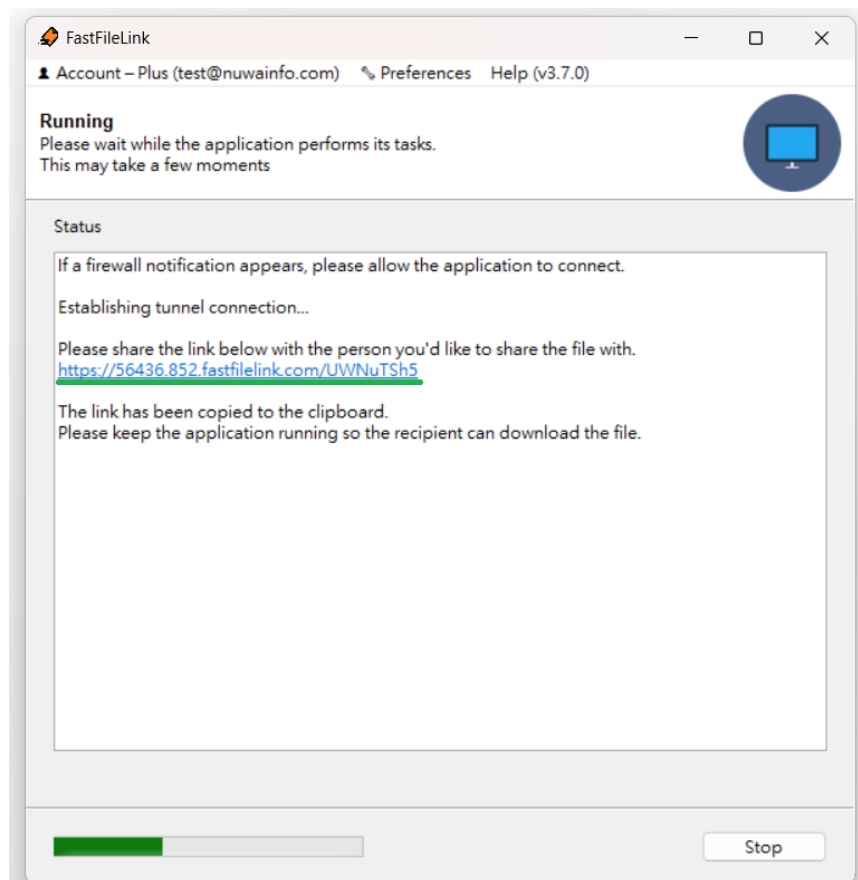 FastFileLink
Account – Plus (test@nuwainfo.com) Preferences Help (v3.7.0)
Running
Please wait while the application performs its tasks.
This may take a few moments
Status
If a firewall notification appears, please allow the application to connect.
Establishing tunnel connection...
Please share the link below with the person you'd like to share the file with.
https://56436.852.fastfilelink.com/UWNuTSh5
The link has been copied to the clipboard.
Please keep the application running so the recipient can download the file.
Stop